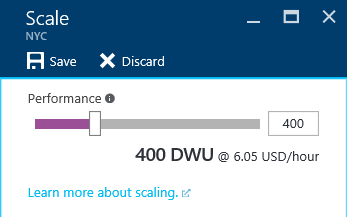 Scale
NYC
Save Discard
Performance
400
400 DWU @ 6.05 USD/hour
Learn more about scaling.